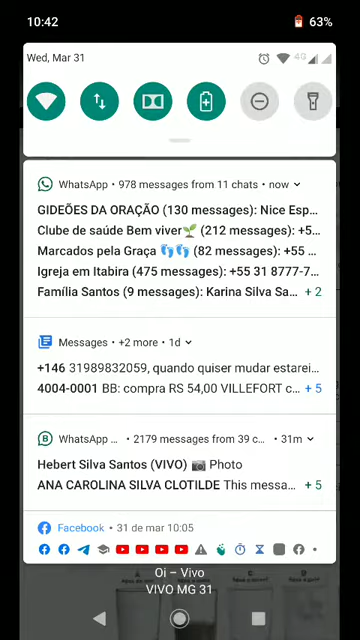 10:42
63%
Wed, Mar 31
4G
WhatsApp • 978 messages from 11 chats • now
GIDEÕES DA ORAÇÃO (130 messages): Nice Esp...
Clube de saúde Bem viver🌱 (212 messages): +5...
Marcados pela Graça 👣👣 (82 messages): +55 ...
Igreja em Itabira (475 messages): +55 31 8777-7...
Família Santos (9 messages): Karina Silva Sa... + 2
Messages • +2 more • 1d
+146 31989832059, quando quiser mudar estarei...
4004-0001 BB: compra RS 54,00 VILLEFORT c... + 5
WhatsApp ... • 2179 messages from 39 c... • 31m
Hebert Silva Santos (VIVO) 📷 Photo
ANA CAROLINA SILVA CLOTILDE This messa... + 5
Facebook • 31 de mar 10:05
Oi – Vivo
VIVO MG 31